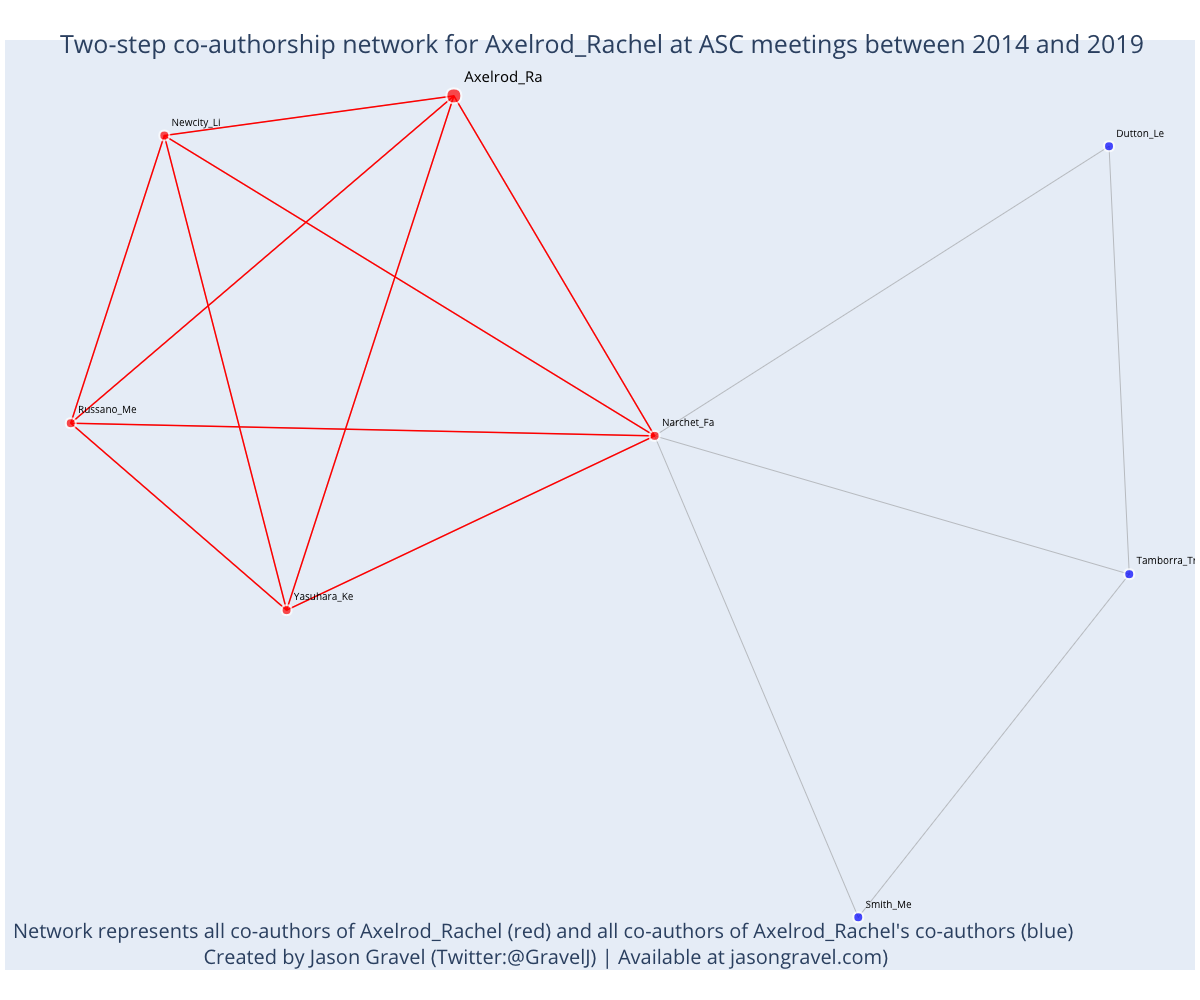 Two-step co-authorship network for Axelrod_Rachel at ASC meetings between 2014 and 2019
Axelrod_Ra
Newcity_Li
Dutton_Le
Russano_Me
Narchet_Fa
Tamborra_Tr
Yasuhara_Ke
Smith_Me
Network represents all co-authors of Axelrod_Rachel (red) and all co-authors of Axelrod_Rachel's co-authors (blue)
Created by Jason Gravel (Twitter:@GravelJ) | Available at jasongravel.com)